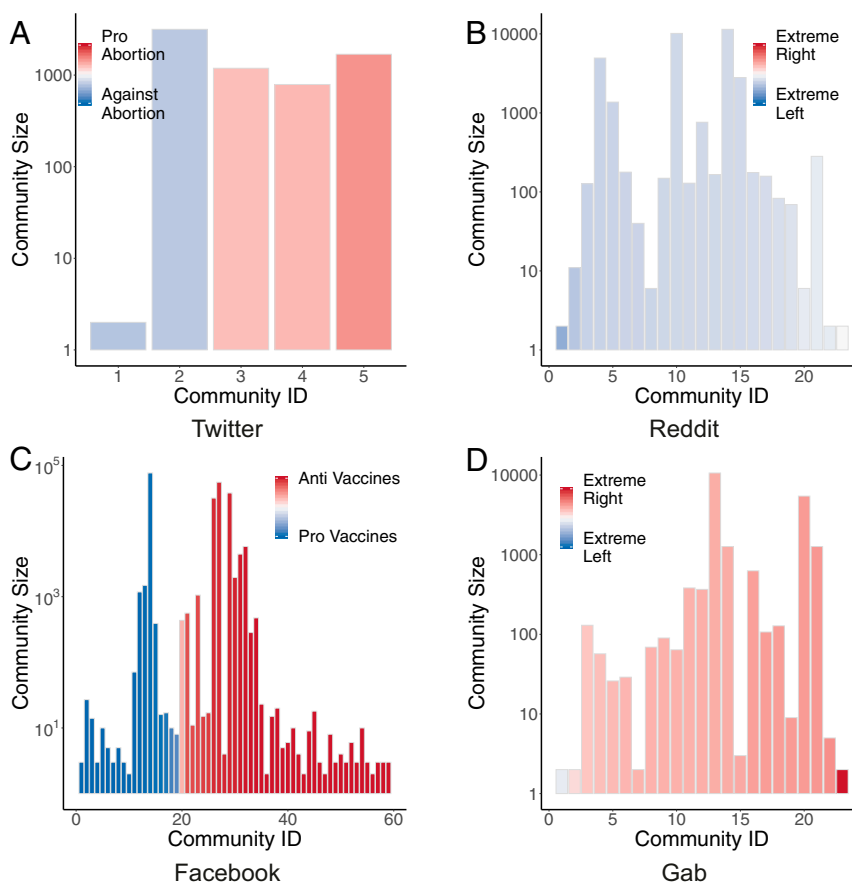 A
Pro
Abortion
Against
Abortion
1000
100
10
1
Community Size
1 2 3 4 5
Community ID
Twitter
B
Extreme
Right
Extreme
Left
10000
1000
100
10
1
Community Size
0 5 10 15 20
Community ID
Reddit
C
Anti Vaccines
Pro Vaccines
10^5
10^3
10^1
Community Size
0 20 40 60
Community ID
Facebook
D
Extreme
Right
Extreme
Left
10000
1000
100
10
1
Community Size
0 5 10 15 20
Community ID
Gab